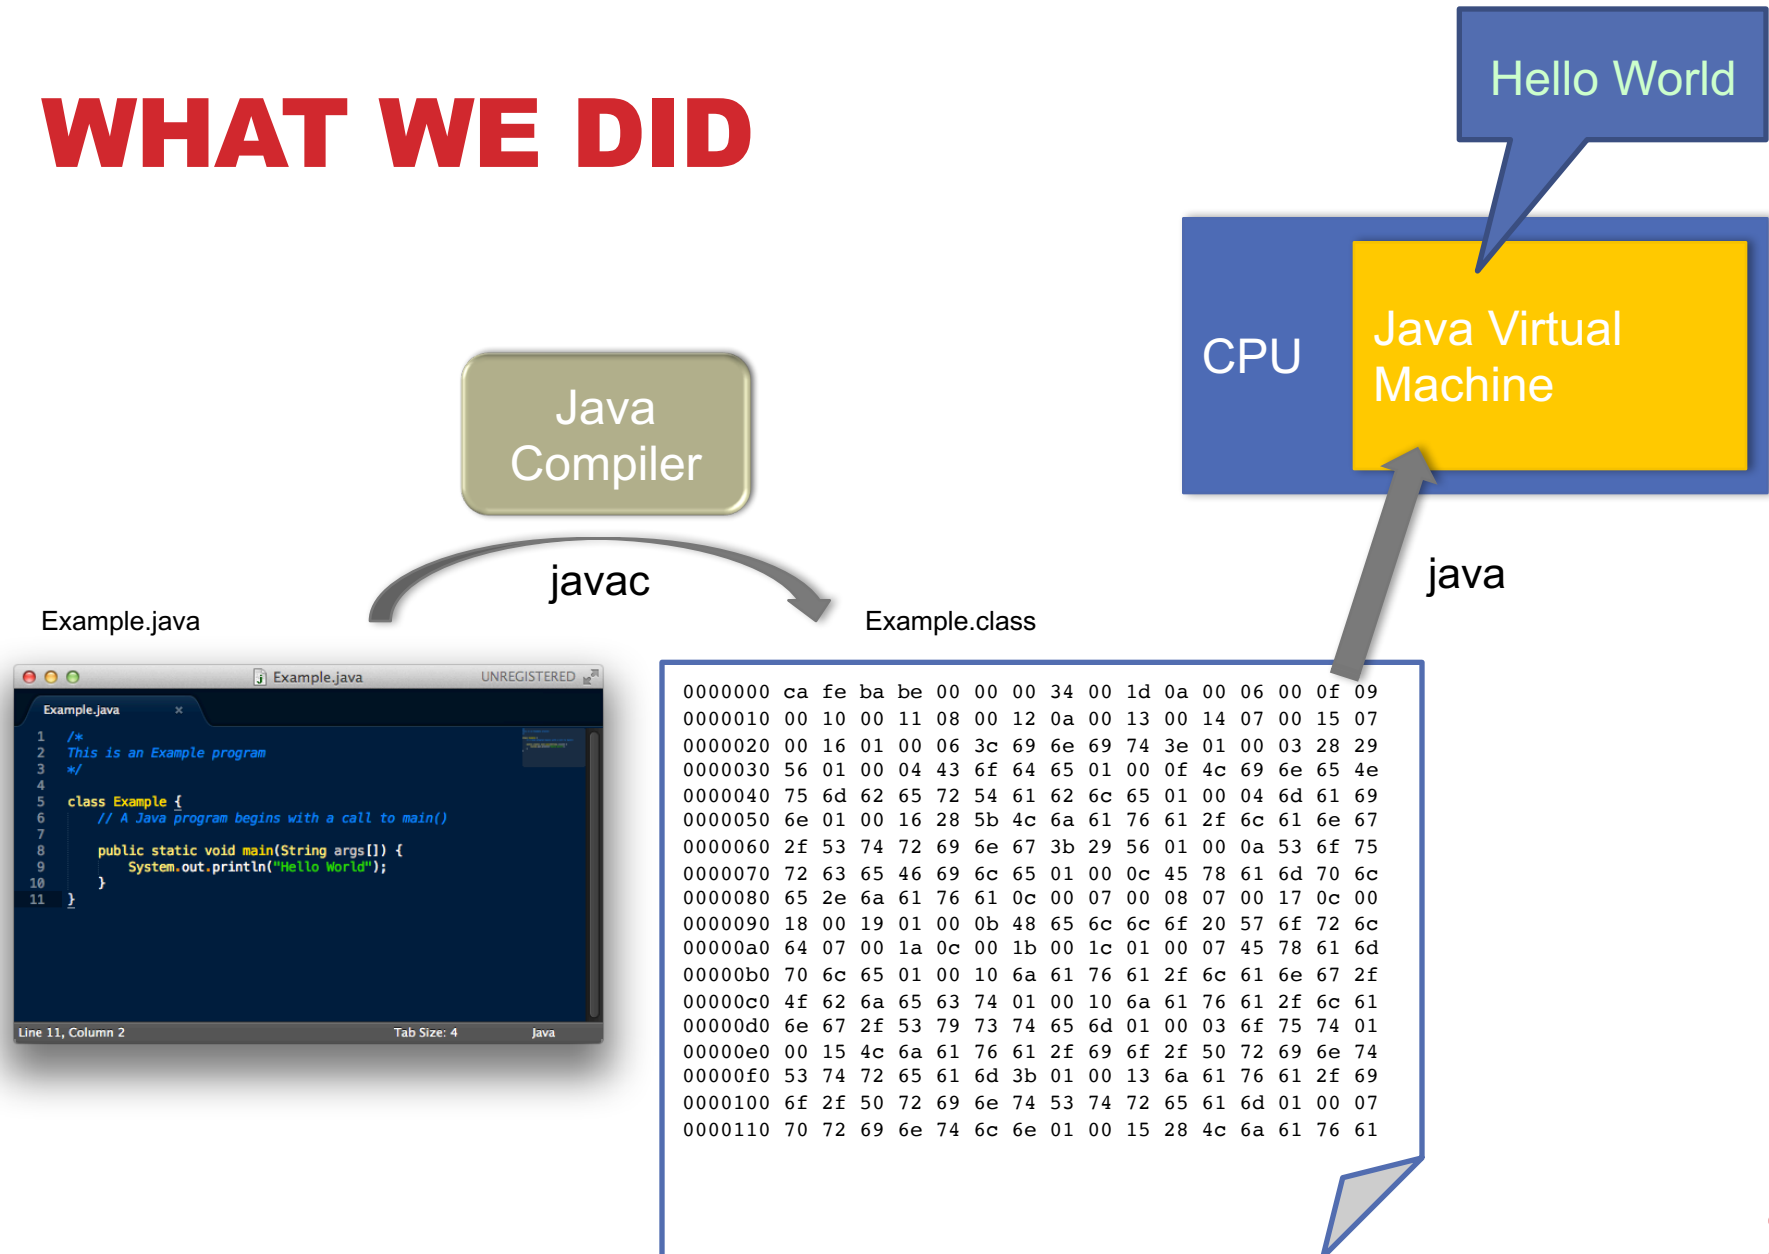 WHAT WE DID
Hello World
CPU
Java Virtual
Machine
Java
Compiler
javac
java
Example.java
Example.class
Example.java
UNREGISTERED
Example.java ×
1 /*
2 This is an Example program
3 */
4
5 class Example {
6 // A Java program begins with a call to main()
7
8 public static void main(String args[]) {
9 System.out.println("Hello World");
10 }
11 }
Line 11, Column 2
Tab Size: 4
Java
0000000 ca fe ba be 00 00 00 34 00 1d 0a 00 06 00 0f 09
0000010 00 10 00 11 08 00 12 0a 00 13 00 14 07 00 15 07
0000020 00 16 01 00 06 3c 69 6e 69 74 3e 01 00 03 28 29
0000030 56 01 00 04 43 6f 64 65 01 00 0f 4c 69 6e 65 4e
0000040 75 6d 62 65 72 54 61 62 6c 65 01 00 04 6d 61 69
0000050 6e 01 00 16 28 5b 4c 6a 61 76 61 2f 6c 61 6e 67
0000060 2f 53 74 72 69 6e 67 3b 29 56 01 00 0a 53 6f 75
0000070 72 63 65 46 69 6c 65 01 00 0c 45 78 61 6d 70 6c
0000080 65 2e 6a 61 76 61 0c 00 07 00 08 07 00 17 0c 00
0000090 18 00 19 01 00 0b 48 65 6c 6c 6f 20 57 6f 72 6c
00000a0 64 07 00 1a 0c 00 1b 00 1c 01 00 07 45 78 61 6d
00000b0 70 6c 65 01 00 10 6a 61 76 61 2f 6c 61 6e 67 2f
00000c0 4f 62 6a 65 63 74 01 00 10 6a 61 76 61 2f 6c 61
00000d0 6e 67 2f 53 79 73 74 65 6d 01 00 03 6f 75 74 01
00000e0 00 15 4c 6a 61 76 61 2f 69 6f 2f 50 72 69 6e 74
00000f0 53 74 72 65 61 6d 3b 01 00 13 6a 61 76 61 2f 69
0000100 6f 2f 50 72 69 6e 74 53 74 72 65 61 6d 01 00 07
0000110 70 72 69 6e 74 6c 6e 01 00 15 28 4c 6a 61 76 61